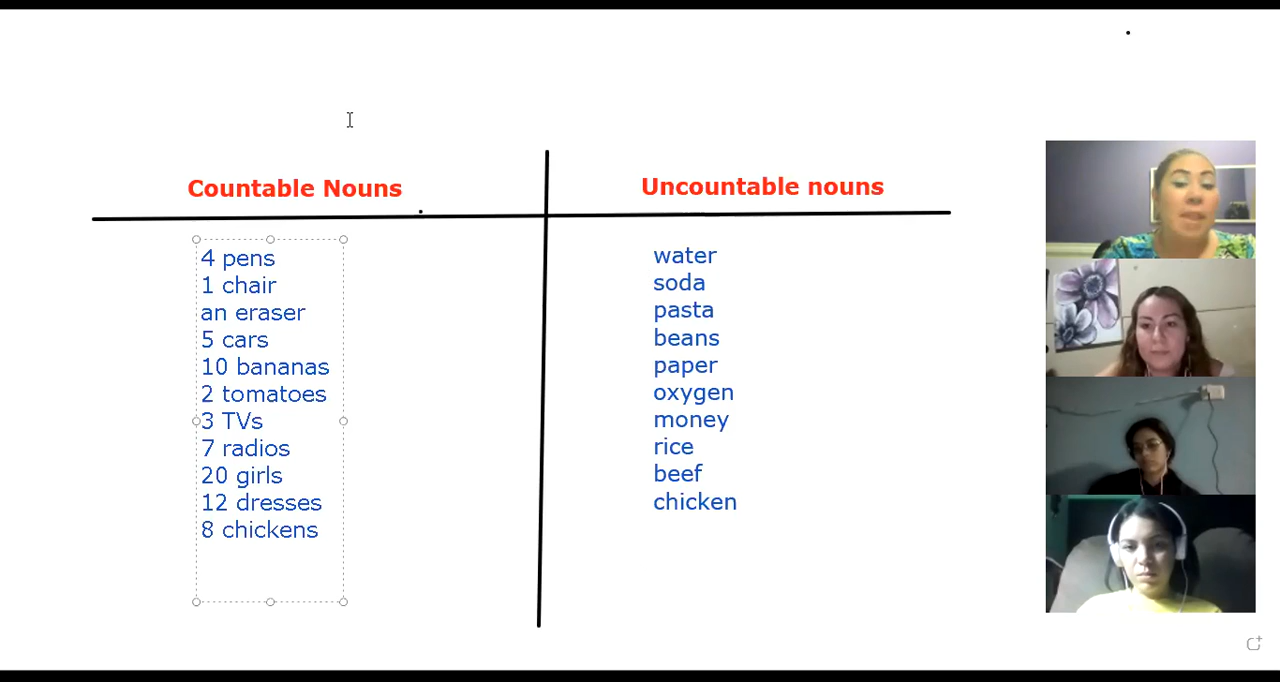 Countable Nouns
4 pens
1 chair
an eraser
5 cars
10 bananas
2 tomatoes
3 TVs
7 radios
20 girls
12 dresses
8 chickens
Uncountable nouns
water
soda
pasta
beans
paper
oxygen
money
rice
beef
chicken